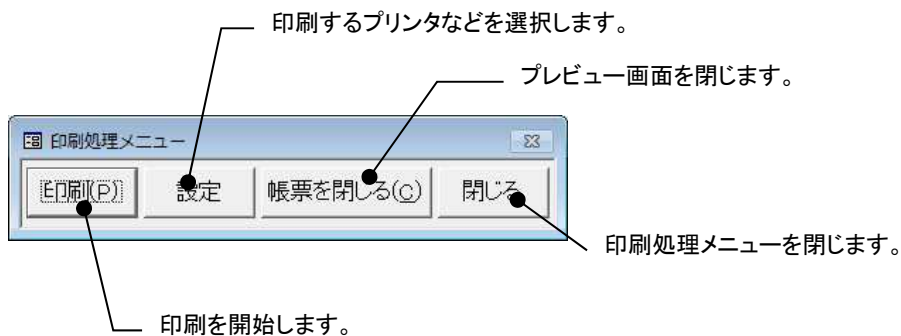 印刷するプリンタなどを選択します。
プレビュー画面を閉じます。
印刷処理メニュー
印刷(P) 設定 帳票を閉じる(C) 閉じる
印刷処理メニューを閉じます。
印刷を開始します。